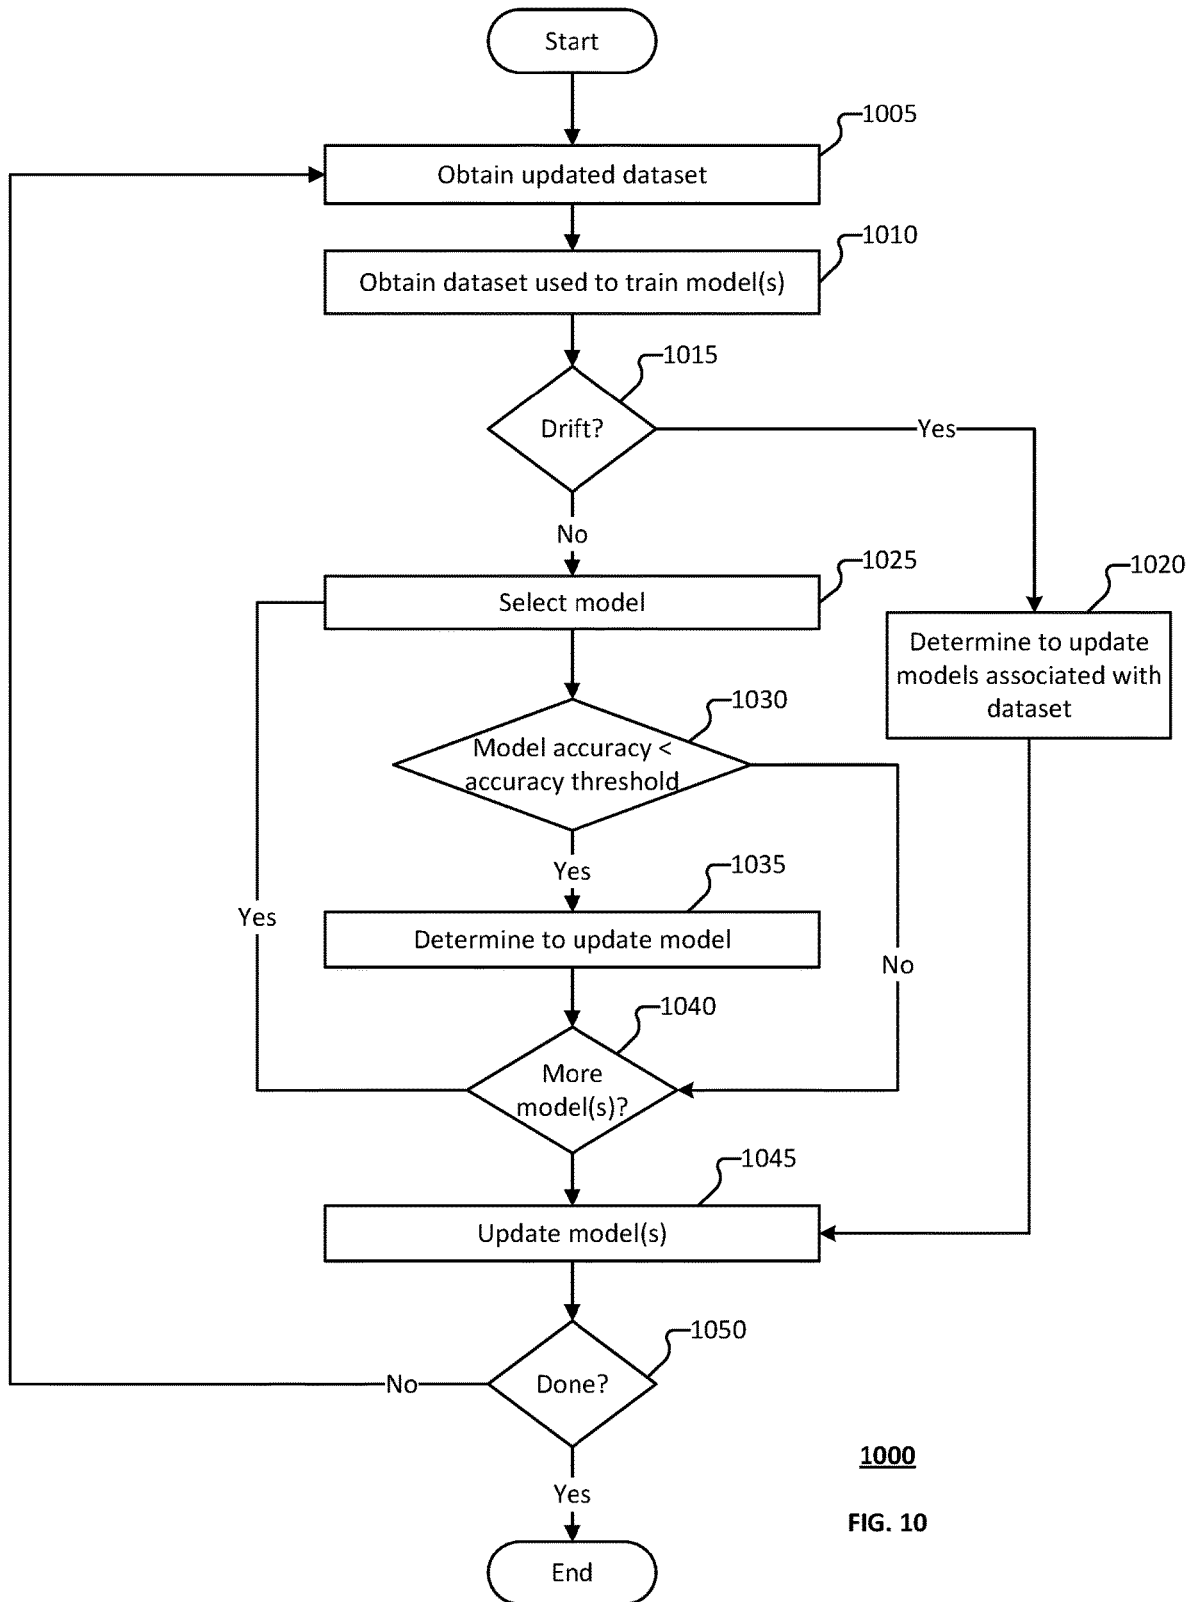 Start
1005
Obtain updated dataset
1010
Obtain dataset used to train model(s)
1015
Drift?
Yes
No
1025
Select model
1020
Determine to update
models associated with
dataset
1030
Model accuracy <
accuracy threshold
Yes
1035
Yes
Determine to update model
No
1040
More
model(s)?
1045
Update model(s)
1050
No
Done?
1000
Yes
FIG. 10
End